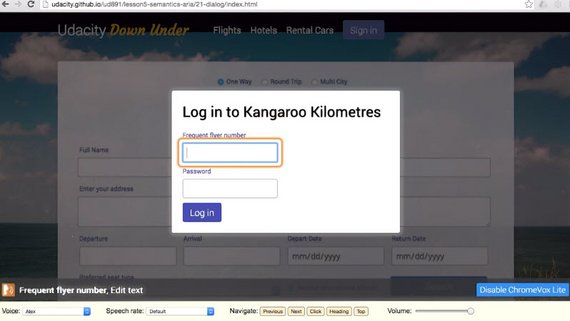 udacity.github.io/ud891/lesson5-semantics-aria/21-dialog/index.html
Udacity Down Under Flights Hotels Rental Cars Sign in
One Way Round Trip Multi City
Log in to Kangaroo Kilometres
Frequent flyer number
Full Name
Password
Enter your address
Log in
Departure Arrival Depart Date Return Date
mm/dd/yyyy mm/dd/yyyy
Preferred seat type
Frequent flyer number, Edit text
Disable ChromeVox Lite
Voice: Alex Speech rate: Default Navigate: Previous Next Click Heading Top Volume: